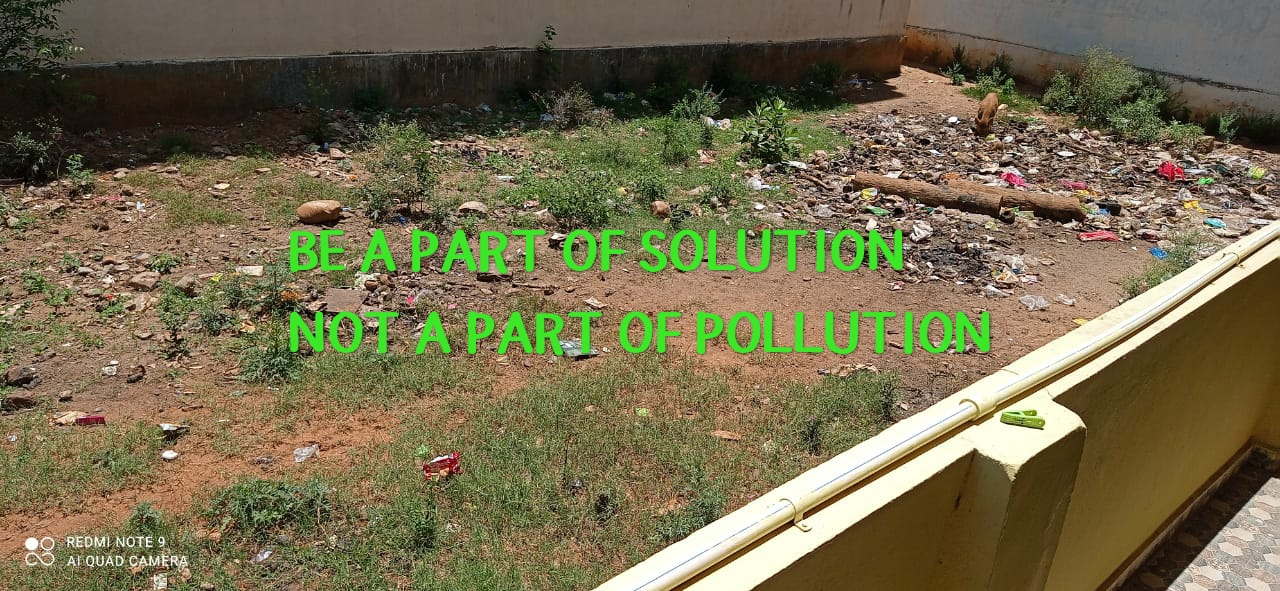 BE A PART OF SOLUTION
NOT A PART OF POLLUTION
REDMI NOTE 9
AI QUAD CAMERA